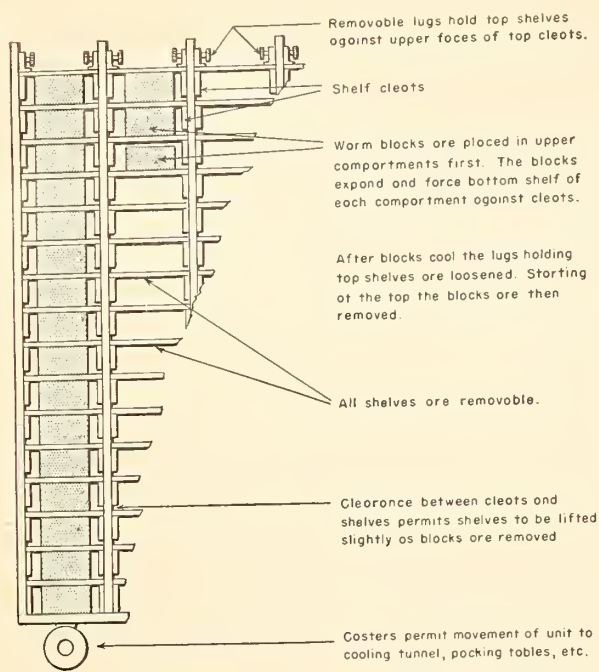 Removable lugs hold top shelves
against upper faces of top cleats.
Shelf cleats
Warm blocks are placed in upper
compartments first. The blocks
expand and force bottom shelf of
each compartment against cleats.
After blocks cool the lugs holding
top shelves are loosened. Starting
at the top the blocks are then
removed.
All shelves are removable.
Clearance between cleats and
shelves permits shelves to be lifted
slightly as blocks are removed
Casters permit movement of unit to
cooling tunnel, packing tables, etc.